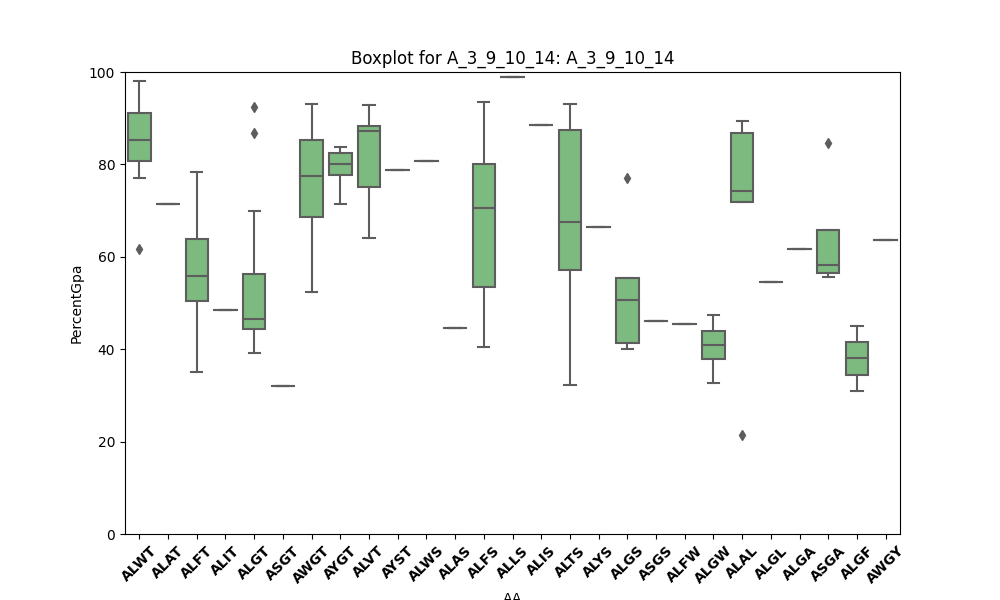 Boxplot for A_3_9_10_14: A_3_9_10_14
100
80
60
40
20
0
PercentGpa
ALWT ALAT ALFT ALIT ALGT ASGT AWGT AYGT ALVT AYST ALWS ALAS ALFS ALLS ALIS ALTS ALYS ALGS ASGS ALFW ALGW ALAL ALGL ALGA ASGA ALGF AWGY
AA